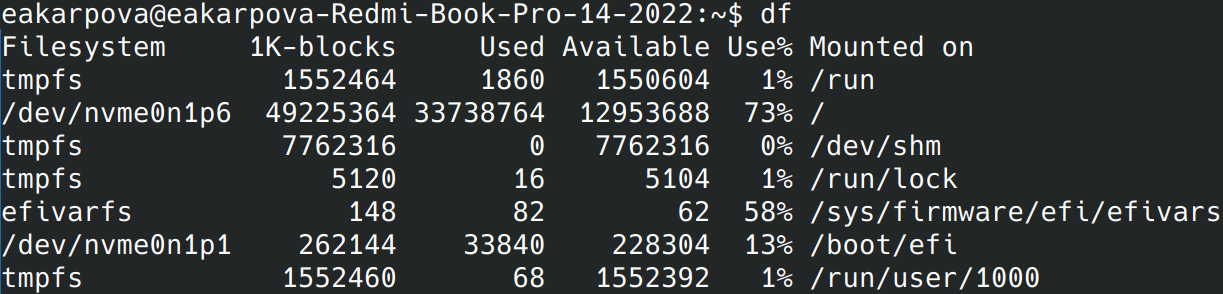 eakarpova@eakarpova-Redmi-Book-Pro-14-2022:~$ df
Filesystem     1K-blocks     Used Available Use% Mounted on
tmpfs            1552464     1860   1550604   1% /run
/dev/nvme0n1p6  49225364 33738764  12953688  73% /
tmpfs            7762316        0   7762316   0% /dev/shm
tmpfs               5120       16      5104   1% /run/lock
efivarfs             148       82        62  58% /sys/firmware/efi/efivars
/dev/nvme0n1p1    262144    33840    228304  13% /boot/efi
tmpfs            1552460       68   1552392   1% /run/user/1000